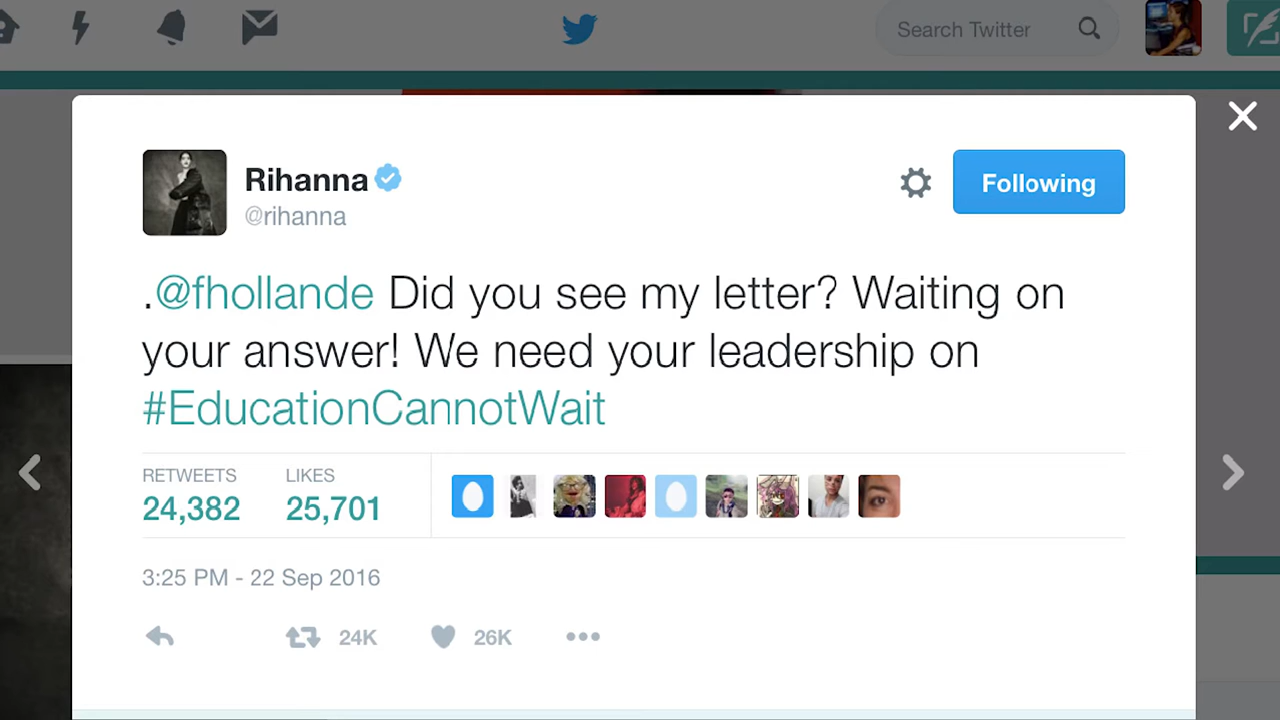 Search Twitter
Rihanna
@rihanna
Following
.@fhollande Did you see my letter? Waiting on
your answer! We need your leadership on
#EducationCannotWait
RETWEETS LIKES
24,382 25,701
3:25 PM - 22 Sep 2016
24K 26K